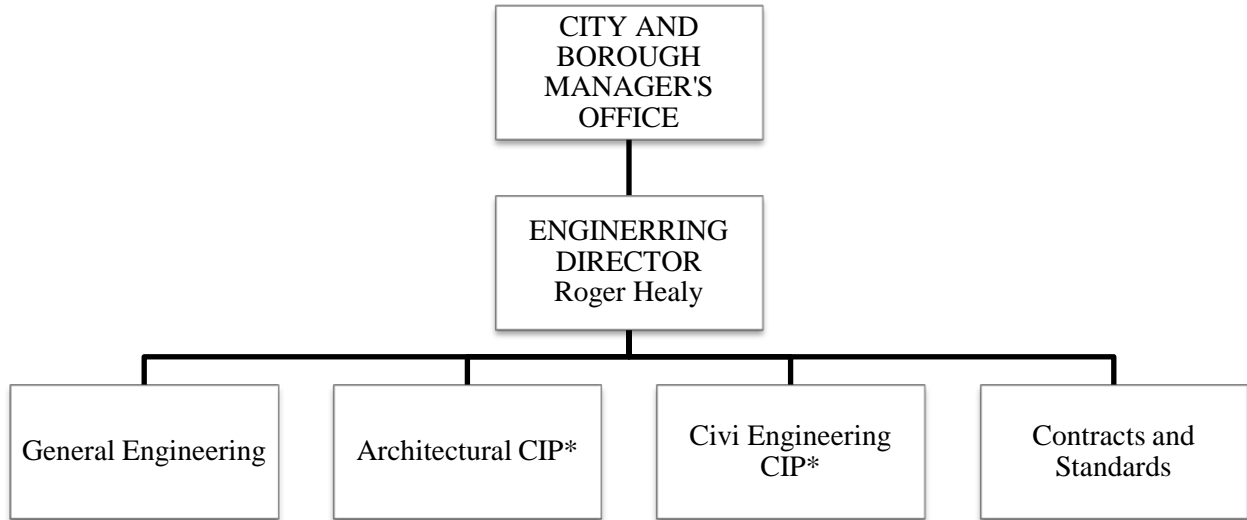 CITY AND
BOROUGH
MANAGER'S
OFFICE
ENGINERRING
DIRECTOR
Roger Healy
General Engineering
Architectural CIP*
Civi Engineering
CIP*
Contracts and
Standards